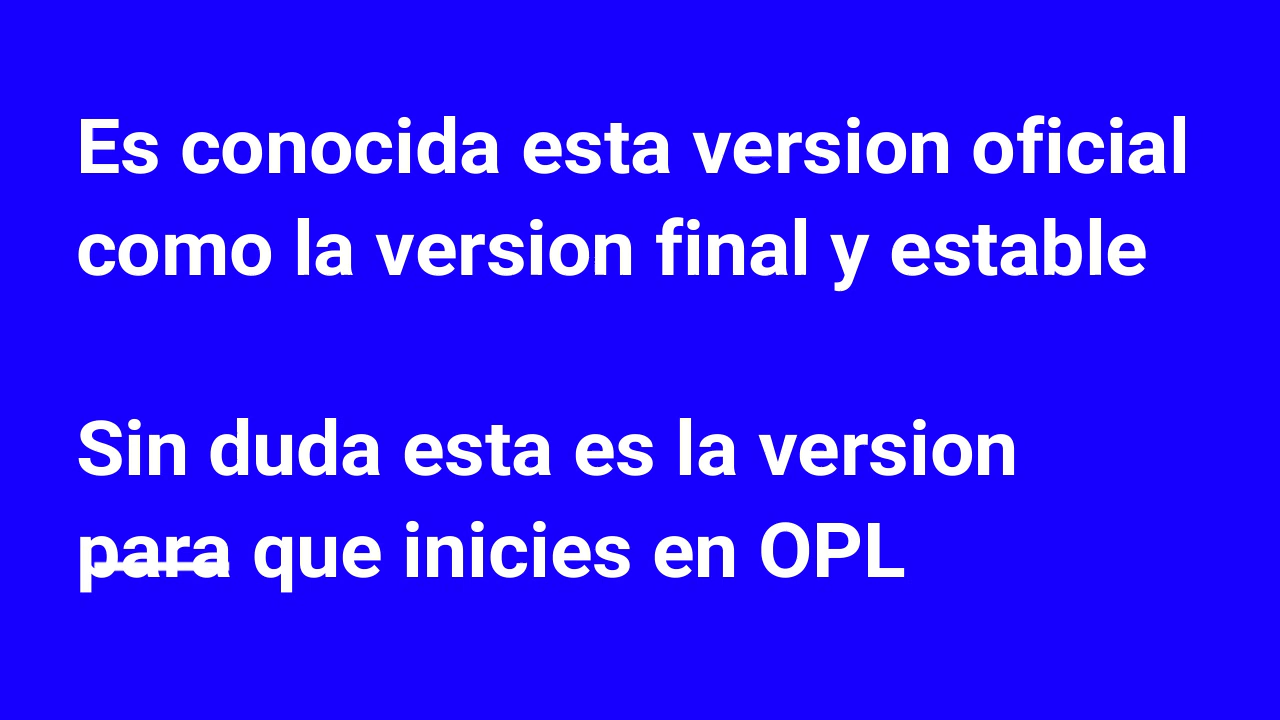 Es conocida esta version oficial
como la version final y estable
Sin duda esta es la version
para que inicies en OPL